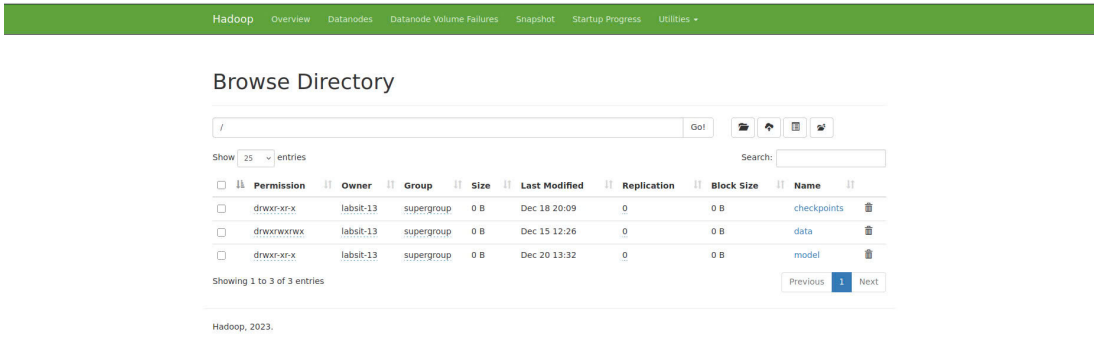 Hadoop Overview Datanodes Datanode Volume Failures Snapshot Startup Progress Utilities
Browse Directory
/ Go!
Show 25 entries Search:
Permission Owner Group Size Last Modified Replication Block Size Name
drwxr-xr-x labsit-13 supergroup 0 B Dec 18 20:09 0 0 B checkpoints
drwxrwxrwx labsit-13 supergroup 0 B Dec 15 12:26 0 0 B data
drwxr-xr-x labsit-13 supergroup 0 B Dec 20 13:32 0 0 B model
Showing 1 to 3 of 3 entries Previous 1 Next
Hadoop, 2023.